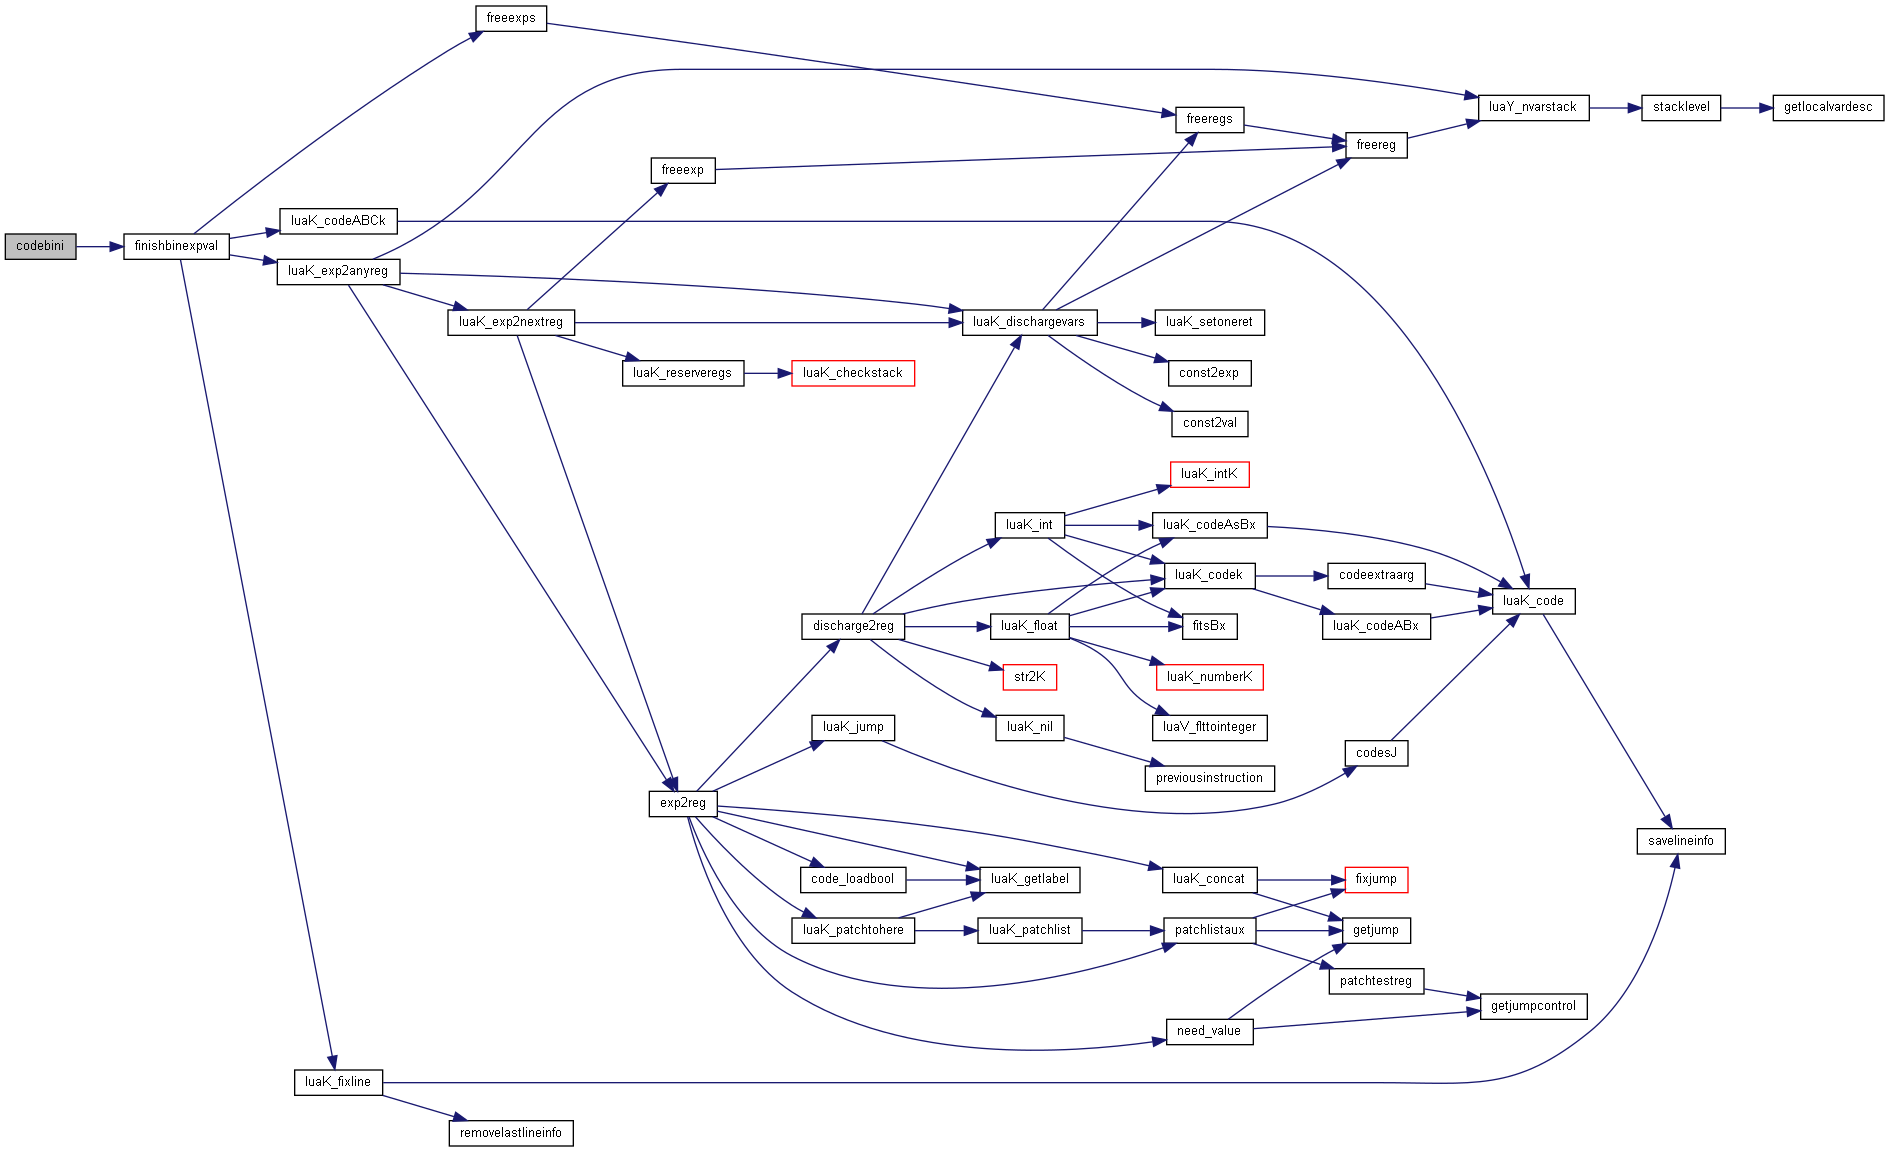 freeexps
luaY_nvarstack
stacklevel
getlocalvardesc
freeregs
freereg
freeexp
luaK_codeABCk
codebini
finishbinexpval
luaK_exp2anyreg
luaK_exp2nextreg
luaK_dischargevars
luaK_setoneret
luaK_reserveregs
luaK_checkstack
const2exp
const2val
luaK_intK
luaK_int
luaK_codeAsBx
luaK_codek
codeextraarg
luaK_code
discharge2reg
luaK_float
fitsBx
luaK_codeABx
str2K
luaK_numberK
luaK_jump
luaK_nil
luaV_flttointeger
codesJ
previousinstruction
exp2reg
savelineinfo
code_loadbool
luaK_getlabel
luaK_concat
fixjump
luaK_patchtohere
luaK_patchlist
patchlistaux
getjump
patchtestreg
getjumpcontrol
need_value
luaK_fixline
removelastlineinfo